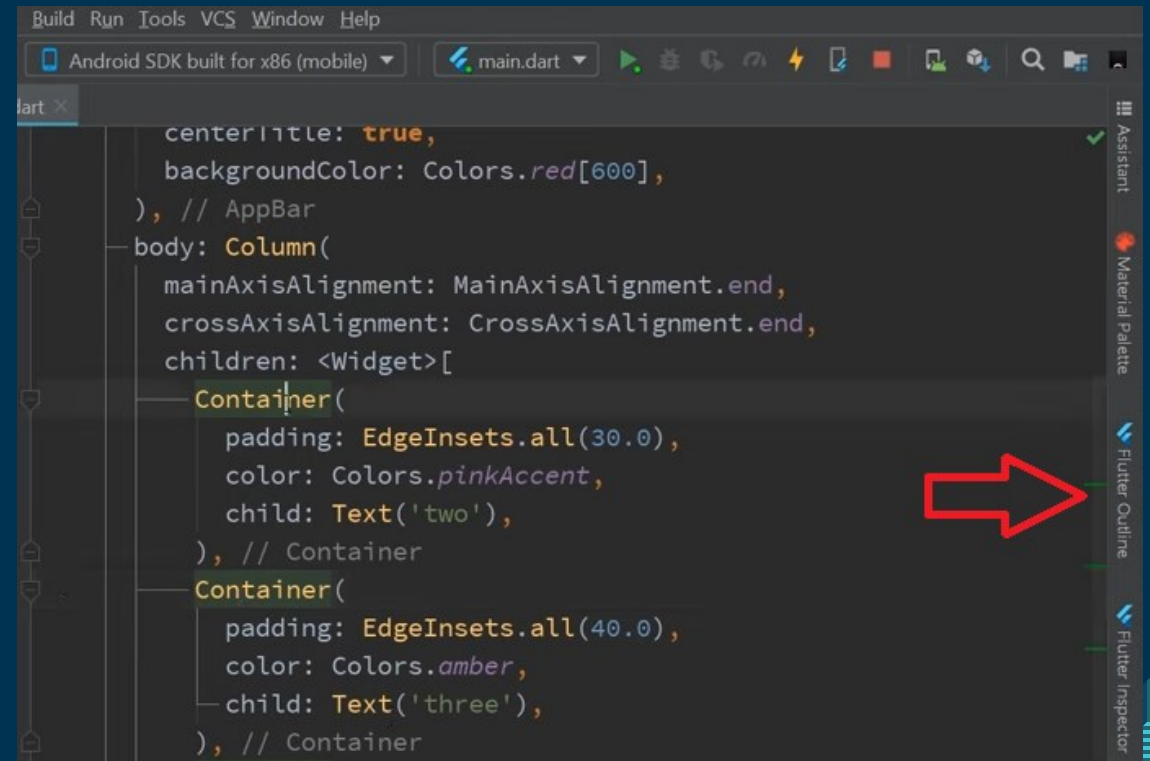 Build Run Tools VCS Window Help
Android SDK built for x86 (mobile) main.dart
dart
centerTitle: true,
backgroundColor: Colors.red[600],
), // AppBar
body: Column(
mainAxisAlignment: MainAxisAlignment.end,
crossAxisAlignment: CrossAxisAlignment.end,
children: <Widget>[
Container(
padding: EdgeInsets.all(30.0),
color: Colors.pinkAccent,
child: Text('two'),
), // Container
Container(
padding: EdgeInsets.all(40.0),
color: Colors.amber,
child: Text('three'),
), // Container
Assistant
Material Palette
Flutter Outline
Flutter Inspector